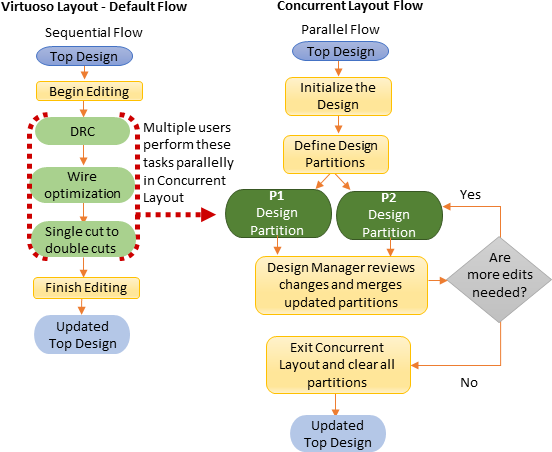 Virtuoso Layout - Default Flow
Sequential Flow
Top Design
Begin Editing
DRC
Wire
optimization
Single cut to
double cuts
Finish Editing
Updated
Top Design
Multiple users
perform these
tasks parallelly
in Concurrent
Layout
Concurrent Layout Flow
Parallel Flow
Top Design
Initialize the
Design
Define Design
Partitions
P1
Design
Partition
P2
Design
Partition
Yes
Design Manager reviews
changes and merges
updated partitions
Are
more edits
needed?
No
Exit Concurrent
Layout and clear all
partitions
Updated
Top Design